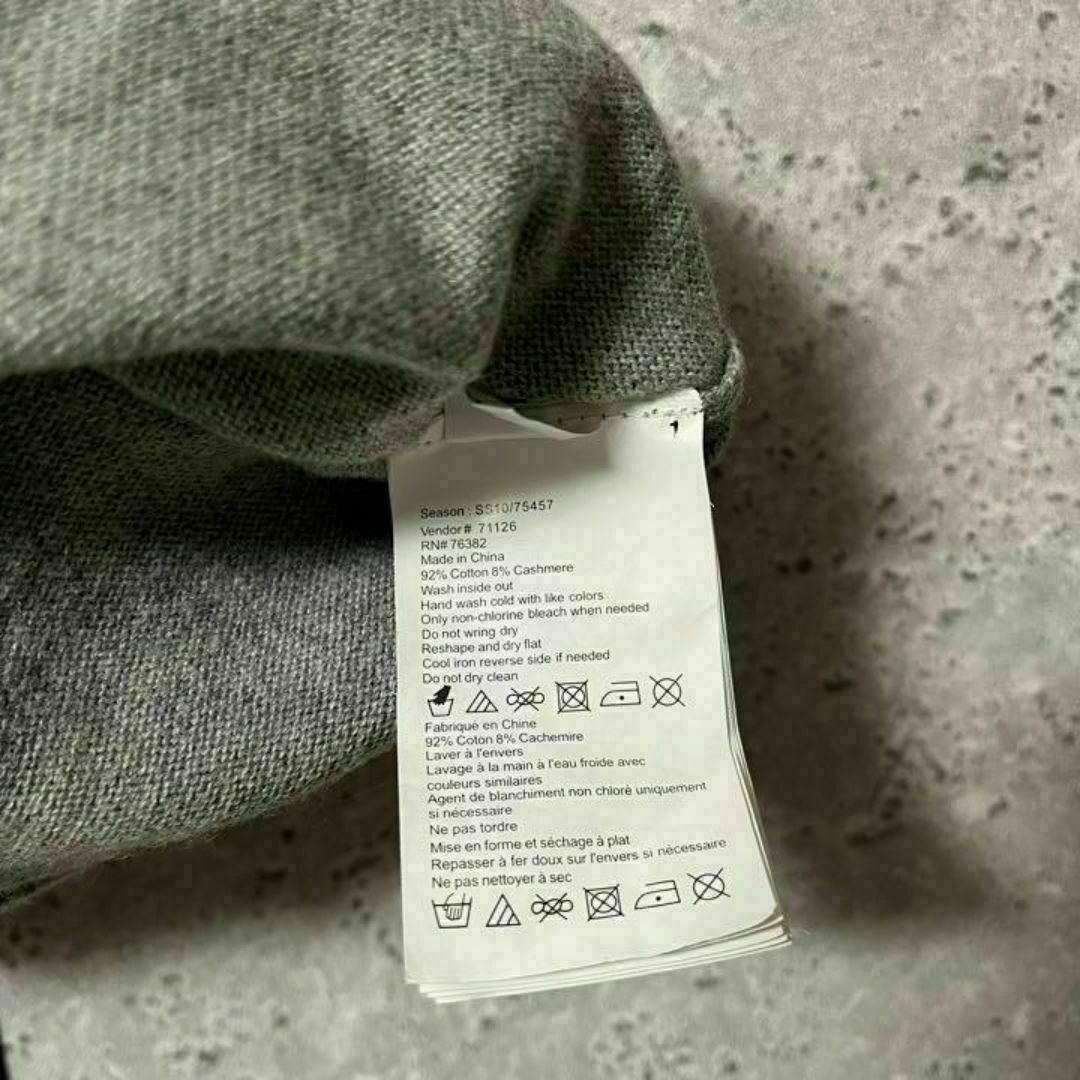 Season : SS10/75457
Vendor# 71126
RN# 76382
Made in China
92% Cotton 8% Cashmere
Wash inside out
Hand wash cold with like colors
Only non-chlorine bleach when needed
Do not wring dry
Reshape and dry flat
Cool iron reverse side if needed
Do not dry clean
Fabriqué en Chine
92% Coton 8% Cachemire
Laver à l'envers
Lavage à la main à l'eau froide avec
couleurs similaires
Agent de blanchiment non chloré uniquement
si nécessaire
Ne pas tordre
Mise en forme et séchage à plat
Repasser à fer doux sur l'envers si nécessaire
Ne pas nettoyer à sec